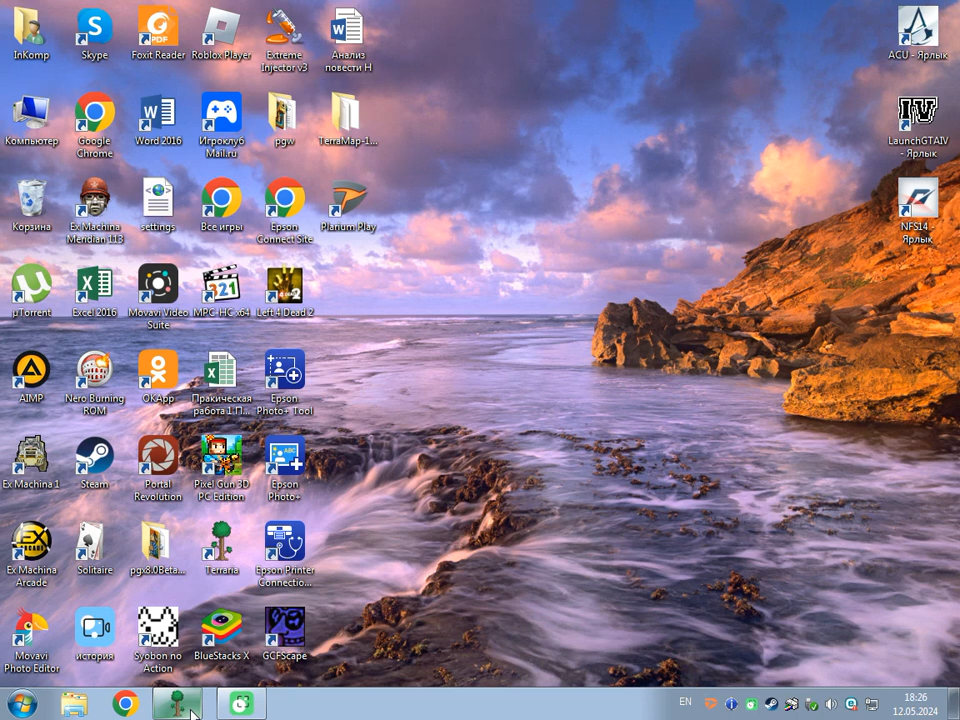 InKomp
Skype
Foxit Reader
Roblox Player
Extreme
Injector v3
Анализ
повести Н
ACU - Ярлык
Компьютер
Google
Chrome
Word 2016
Игроклуб
Mail.ru
pgw
TerraMap-1...
LaunchGTAIV
- Ярлык
Корзина
Ex Machina
Meridian 113
settings
Все игры
Epson
Connect Site
Plarium Play
NFS14 -
Ярлык
µTorrent
Excel 2016
Movavi Video
Suite
MPC-HC x64
Left 4 Dead 2
AIMP
Nero Burning
ROM
OKApp
Пракическая
работа 1 П...
Epson
Photo+ Tool
Ex Machina 1
Steam
Portal
Revolution
Pixel Gun 3D
PC Edition
Epson
Photo+
Ex Machina
Arcade
Solitaire
pgx8.0Beta...
Terraria
Epson Printer
Connectio...
Movavi
Photo Editor
история
Syobon no
Action
BlueStacks X
GCFScape
EN
18:26
12.05.2024